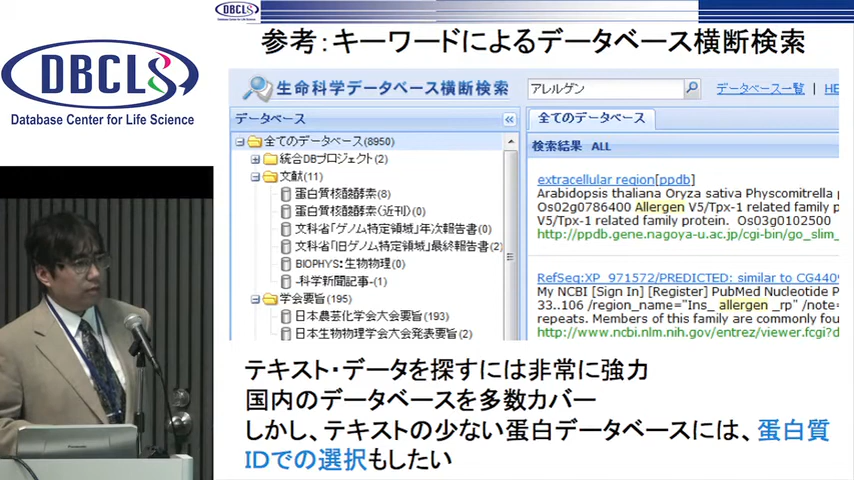 DBCLS
Database Center for Life Science
DBCLS
Database Center for Life Science
参考：キーワードによるデータベース横断検索
生命科学データベース横断検索
アレルゲン
データベース一覧 | HE
データベース
全てのデータベース
全てのデータベース(8950)
統合DBプロジェクト(2)
文献(11)
蛋白質核酸酵素(8)
蛋白質核酸酵素〈近刊〉(0)
文科省「ゲノム特定領域」年次報告書(0)
文科省「旧ゲノム特定領域」最終報告書(2)
BIOPHYS:生物物理(0)
-科学新聞記事-(1)
学会要旨(195)
日本農芸化学会大会要旨(193)
日本生物物理学会大会発表要旨(2)
検索結果 ALL
extracellular region[ppdb]
Arabidopsis thaliana Oryza sativa Physcomitrella p
Os02g0786400 Allergen V5/Tpx-1 related family p
V5/Tpx-1 related family protein. Os03g0102500
http://ppdb.gene.nagoya-u.ac.jp/cgi-bin/go_slim_
RefSeq:XP_971572/PREDICTED: similar to CG4409
My NCBI [Sign In] [Register] PubMed Nucleotide P
33..106 /region_name="Ins_ allergen _rp" /note=
repeats. Members of this family are commonly fou
http://www.ncbi.nlm.nih.gov/entrez/viewer.fcgi?d
テキスト・データを探すには非常に強力
国内のデータベースを多数カバー
しかし、テキストの少ない蛋白データベースには、蛋白質
IDでの選択もしたい
Panasonic